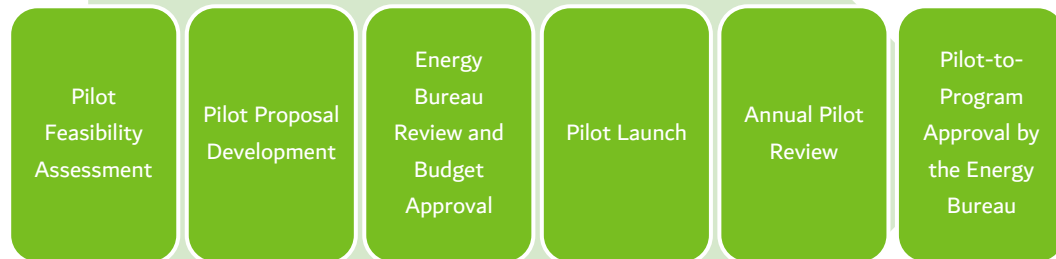 Pilot
Feasibility
Assessment
Pilot Proposal
Development
Energy
Bureau
Review and
Budget
Approval
Pilot Launch
Annual Pilot
Review
Pilot-to-
Program
Approval by
the Energy
Bureau